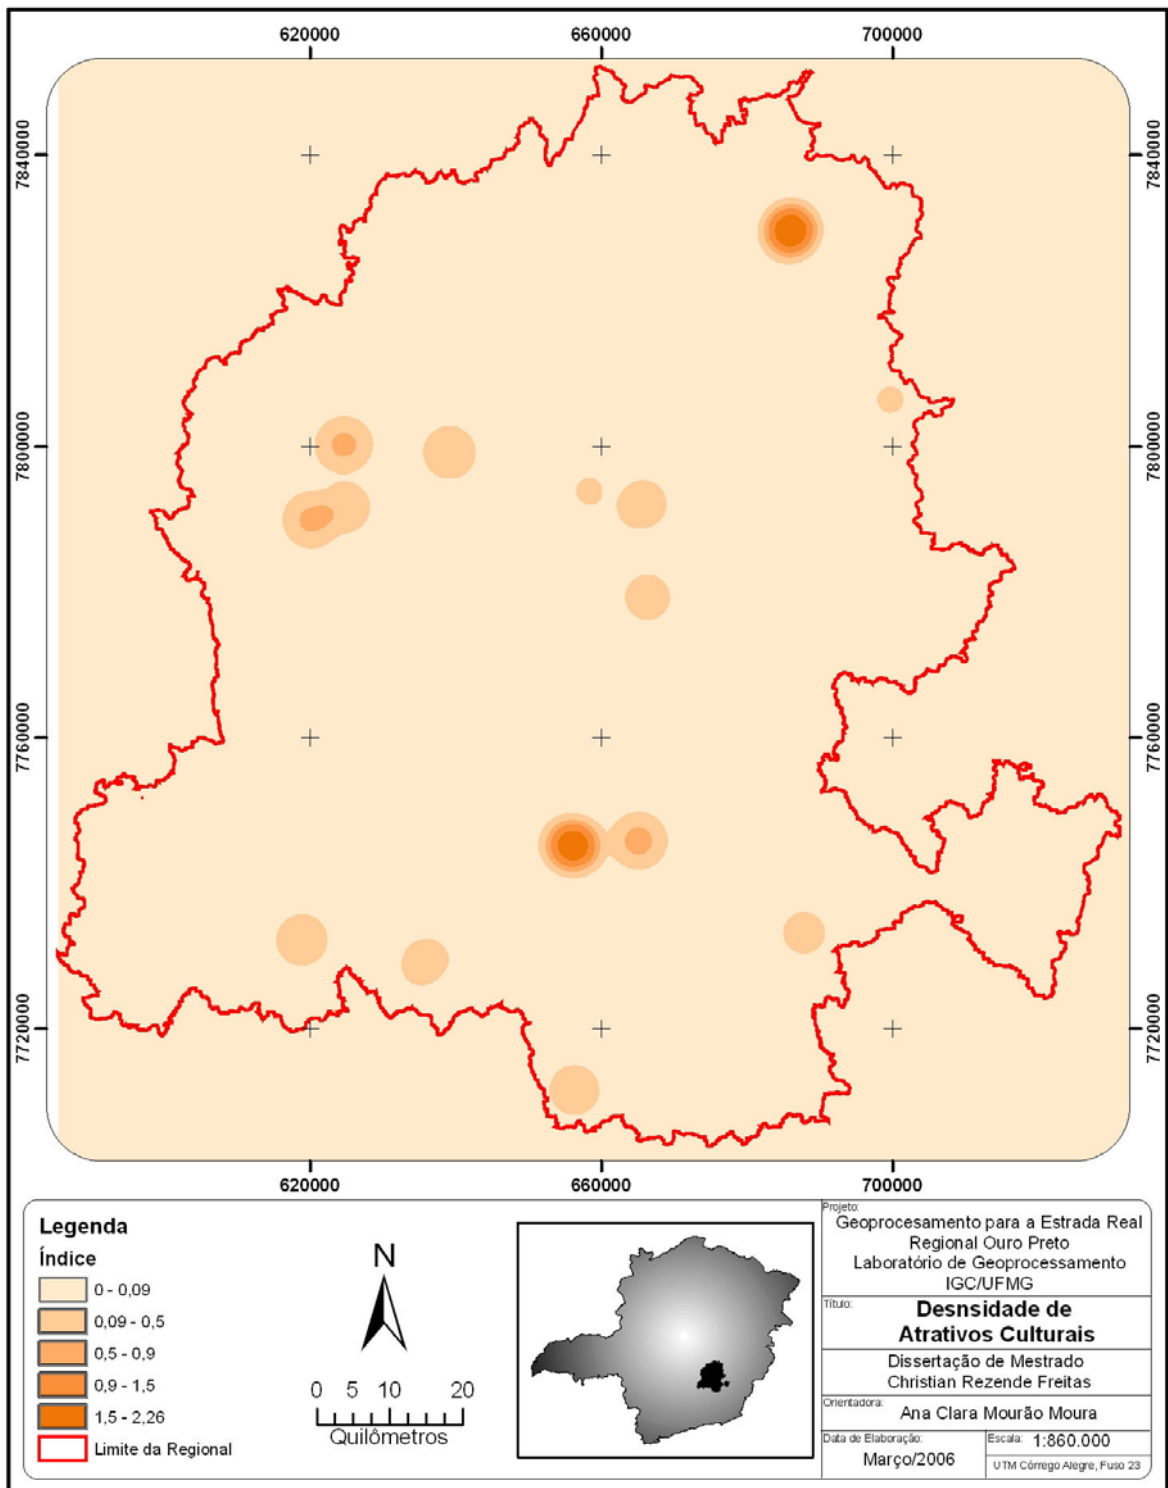 620000 660000 700000
7840000 7840000
7800000 7800000
7760000 7760000
7720000 7720000
620000 660000 700000
Legenda
Índice
0 - 0,09
0,09 - 0,5
0,5 - 0,9
0,9 - 1,5
1,5 - 2,26
Limite da Regional
N
0 5 10 20
Quilômetros
Projeto:
Geoprocesamento para a Estrada Real
Regional Ouro Preto
Laboratório de Geoprocessamento
IGC/UFMG
Título:
Desnsidade de
Atrativos Culturais
Dissertação de Mestrado
Christian Rezende Freitas
Orientadora:
Ana Clara Mourão Moura
Data de Elaboração:
Março/2006
Escala: 1:860.000
UTM Córrego Alegre, Fuso 23